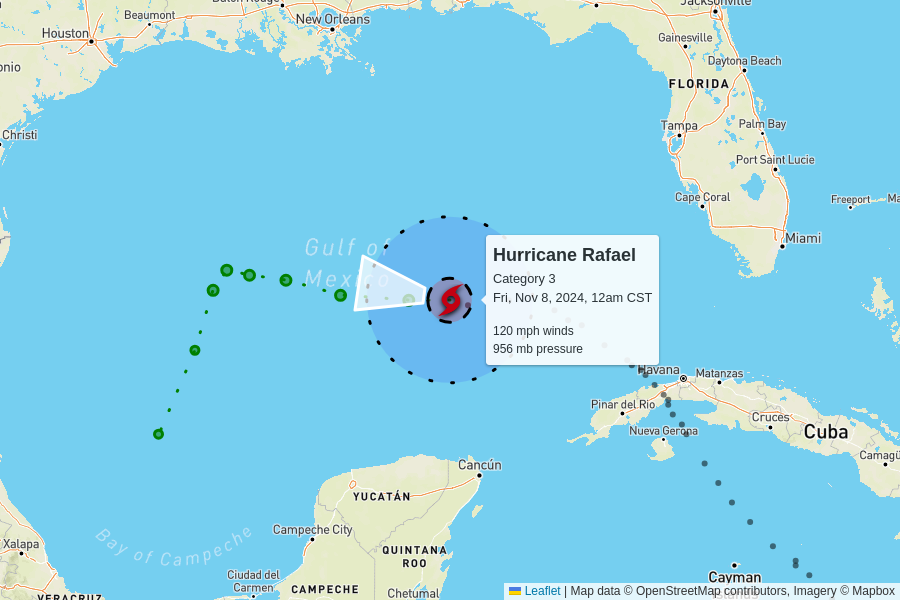 Jacksonville
Baton Rouge
Beaumont
New Orleans
Houston
Gainesville
onio
Daytona Beach
FLORIDA
Christi
Tampa
Palm Bay
Port Saint Lucie
Cape Coral
Freeport
Ma
Miami
Gulf of
Mexico
Hurricane Rafael
Category 3
Fri, Nov 8, 2024, 12am CST
120 mph winds
956 mb pressure
Havana
Matanzas
Pinar del Rio
Cruces
Nueva Gerona
Cuba
Camagü
Cancún
YUCATÁN
Campeche City
Bay of Campeche
Xalapa
QUINTANA
ROO
Ciudad del
Carmen
CAMPECHE
Chetumal
VERACRUZ
Cayman
Islands
Leaflet | Map data © OpenStreetMap contributors, Imagery © Mapbox